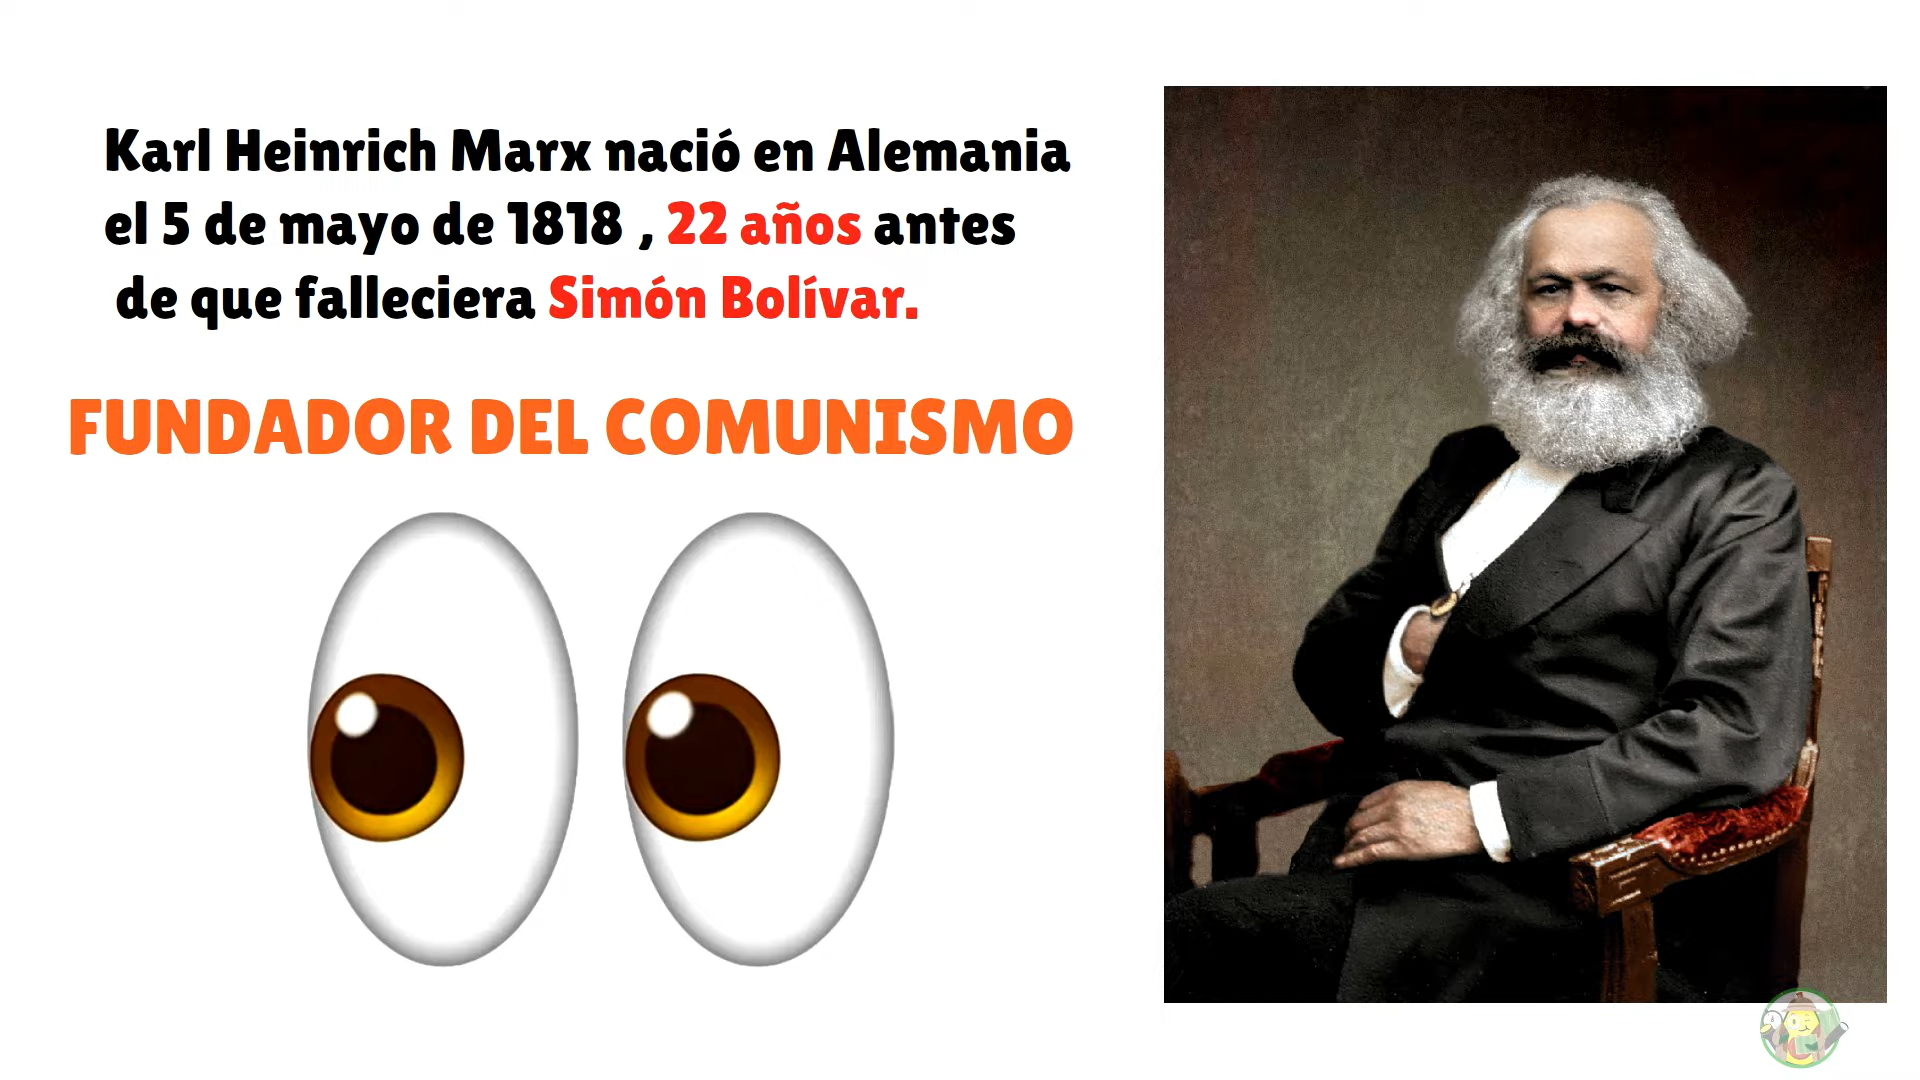 Karl Heinrich Marx nació en Alemania
el 5 de mayo de 1818 , 22 años antes
de que falleciera Simón Bolívar.
FUNDADOR DEL COMUNISMO